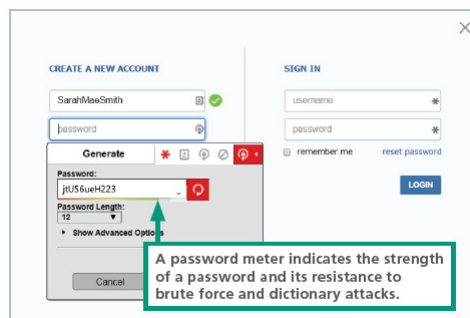 CREATE A NEW ACCOUNT
SarahMaeSmith
password
Generate
Password:
jtU56ueH223
Password Length:
12
Show Advanced Options
Cancel
SIGN IN
username
password
remember me reset password
LOGIN
A password meter indicates the strength
of a password and its resistance to
brute force and dictionary attacks.